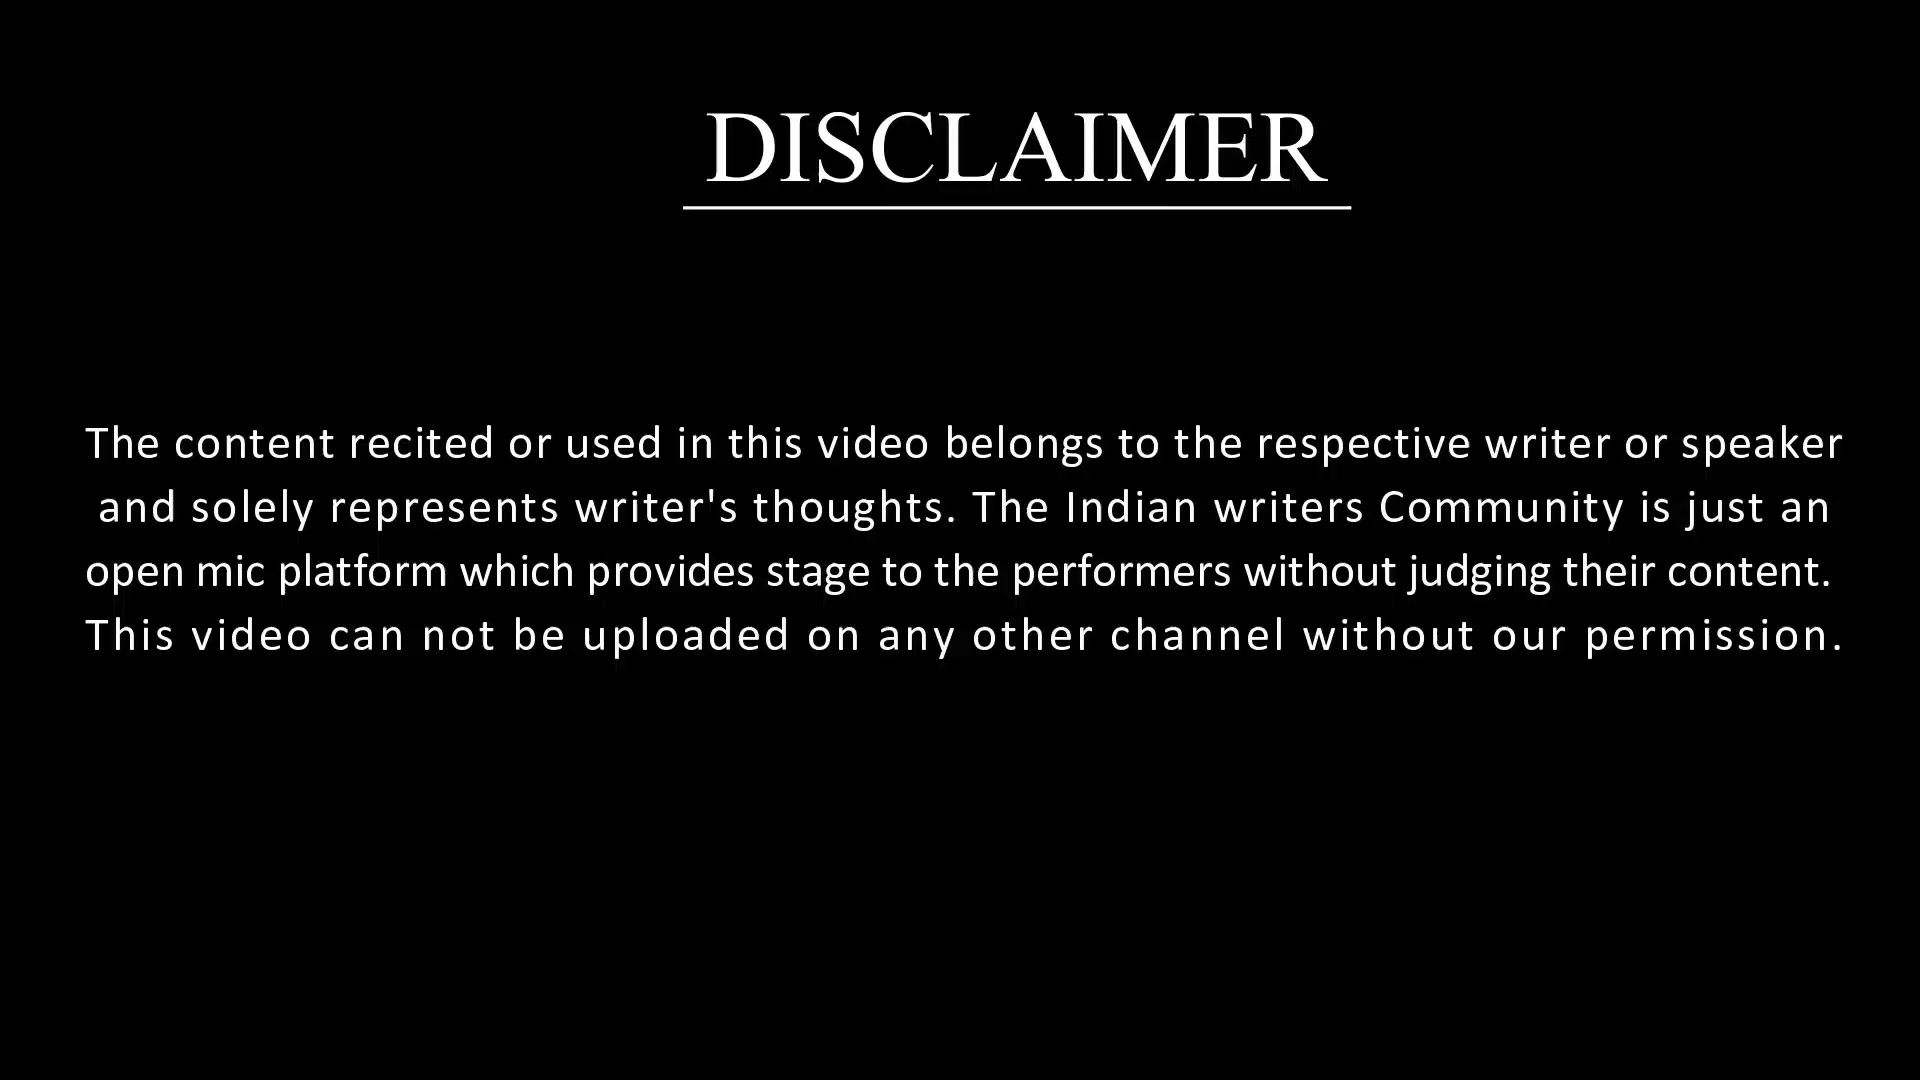 DISCLAIMER
The content recited or used in this video belongs to the respective writer or speaker
and solely represents writer's thoughts. The Indian writers Community is just an
open mic platform which provides stage to the performers without judging their content.
This video can not be uploaded on any other channel without our permission.